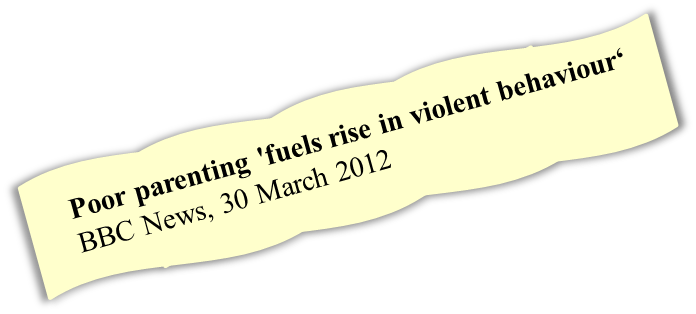 Poor parenting 'fuels rise in violent behaviour‘
BBC News, 30 March 2012